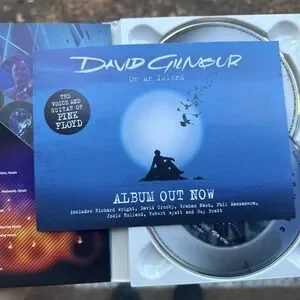 DAVID GILMOUR
On An Island
THE
VOICE AND
GUITAR OF
PINK
FLOYD
ALBUM OUT NOW
includes Richard Wright, David Crosby, Graham Nash, Phil Manzanera,
Jools Holland, Robert Wyatt and Guy Pratt